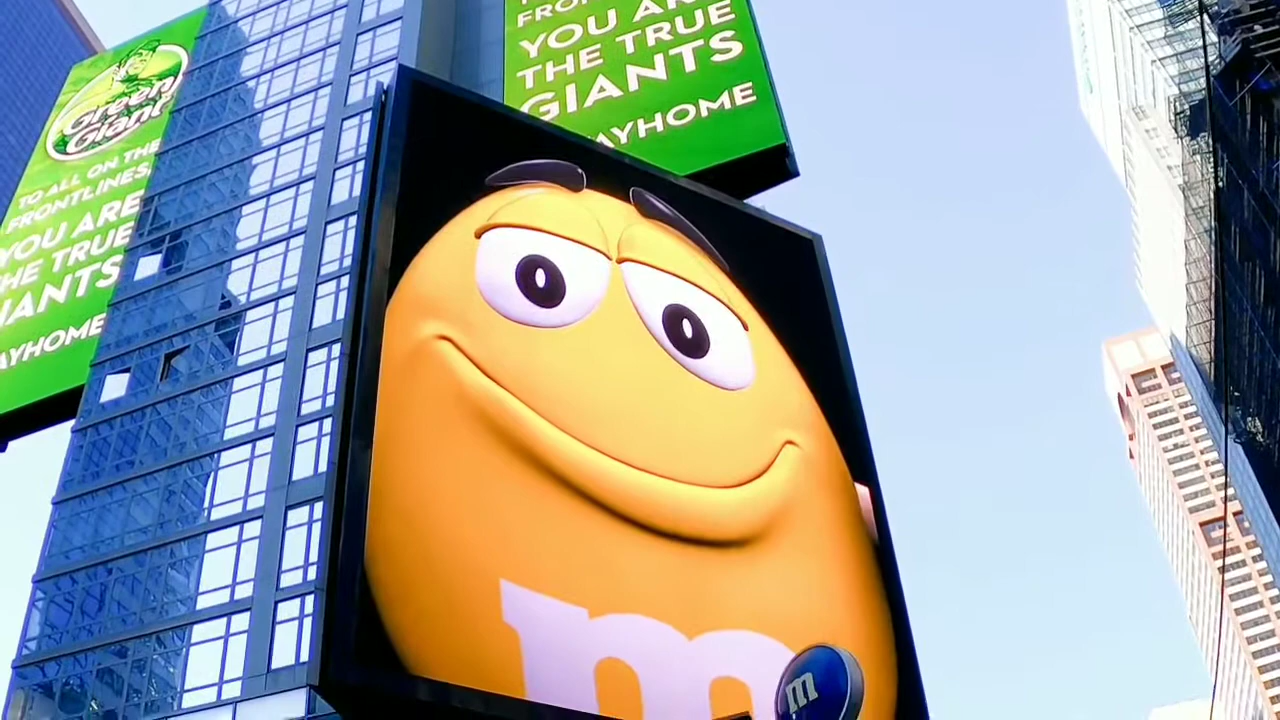 Green
Giant
TO ALL ON THE
FRONTLINES
YOU ARE
THE TRUE
GIANTS
AYHOME
YOU ARE
THE TRUE
GIANTS
AYHOME
m
m